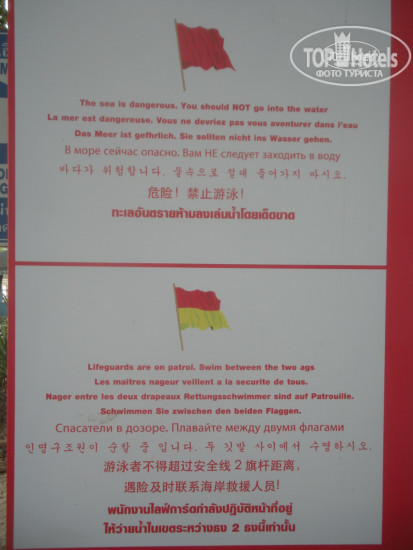 TOP Hotels
ФОТО ТУРИСТА
The sea is dangerous. You should NOT go into the water
La mer est dangereuse. Vous ne devriez pas vous aventurer dans i'eau
Das Meer ist gefhrlich. Sie sollten nicht ins Wasser gehen.
В море сейчас опасно. Вам НЕ следует заходить в воду
바다가 위험합니다. 물속으로 절대 들어가지 마시오.
危险！禁止游泳！
ทะเลอันตรายห้ามลงเล่นน้ำโดยเด็ดขาด
Lifeguards are on patrol. Swim between the two ags
Les maitres nageur veillent a la securite de tous.
Nager entre les deux drapeaux Rettungsschwimmer sind auf Patrouille.
Schwimmen Sie zwischen den beiden Flaggen.
Спасатели в дозоре. Плавайте между двумя флагами
인명구조원이 순찰 중 입니다. 두 깃발 사이에서 수영하시오.
游泳者不得超过安全线 2 旗杆距离，
遇险及时联系海岸救援人员！
พนักงานไลฟ์การ์ดกำลังปฏิบัติหน้าที่อยู่
ให้ว่ายน้ำในเขตระหว่างธง 2 ธงนี้เท่านั้น